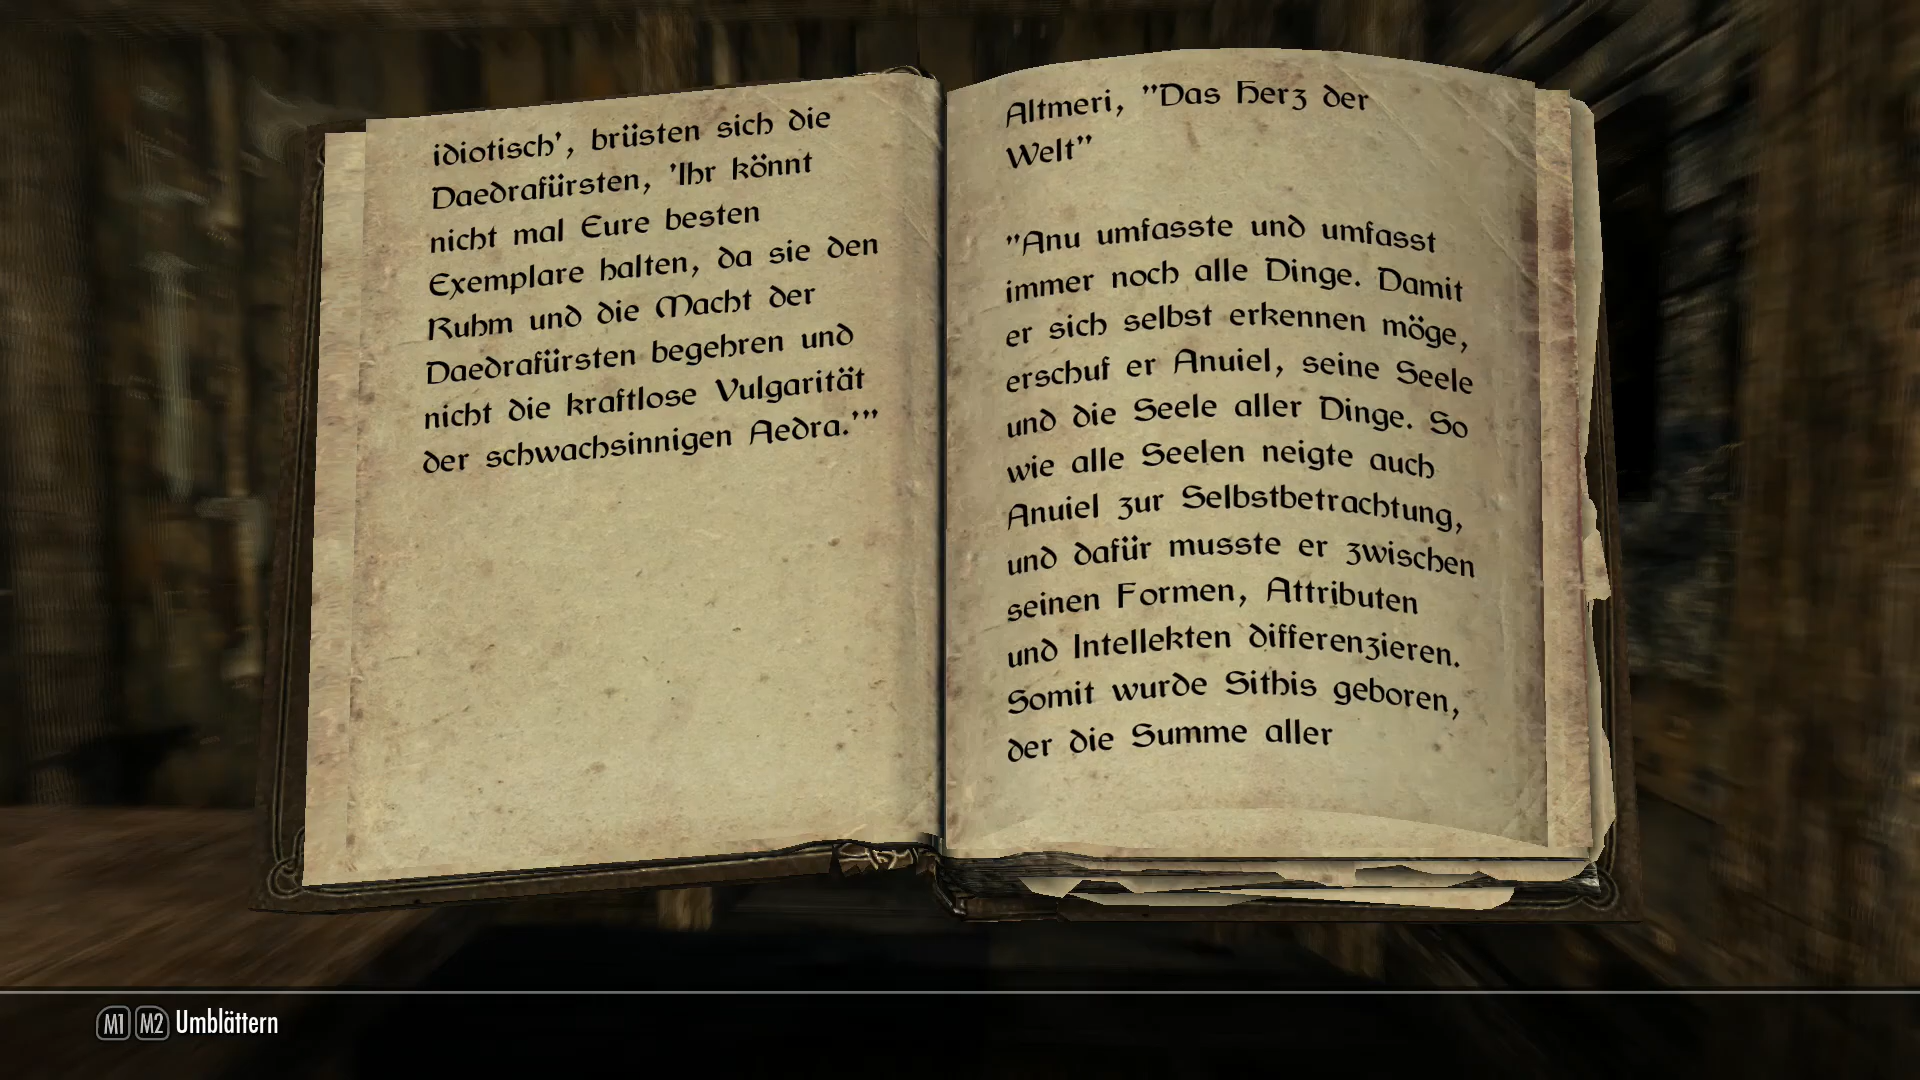 idiotisch', brüsten sich die
Daedrafürsten, 'Ihr könnt
nicht mal Eure besten
Exemplare halten, da sie den
Ruhm und die Macht der
Daedrafürsten begehren und
nicht die kraftlose Vulgarität
der schwachsinnigen Aedra.'"
Altmeri, "Das Herz der
Welt"
"Anu umfasste und umfasst
immer noch alle Dinge. Damit
er sich selbst erkennen möge,
erschuf er Anuiel, seine Seele
und die Seele aller Dinge. So
wie alle Seelen neigte auch
Anuiel zur Selbstbetrachtung,
und dafür musste er zwischen
seinen Formen, Attributen
und Intellekten differenzieren.
Somit wurde Sithis geboren,
der die Summe aller
M1 M2 Umblättern